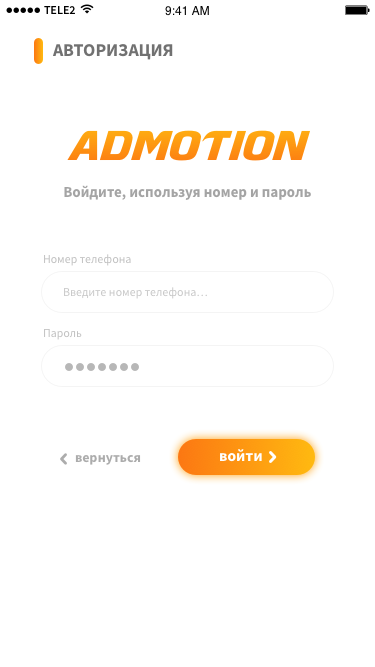 TELE2 9:41 AM
АВТОРИЗАЦИЯ
ADMOTION
Войдите, используя номер и пароль
Номер телефона
Введите номер телефона...
Пароль
вернуться войти